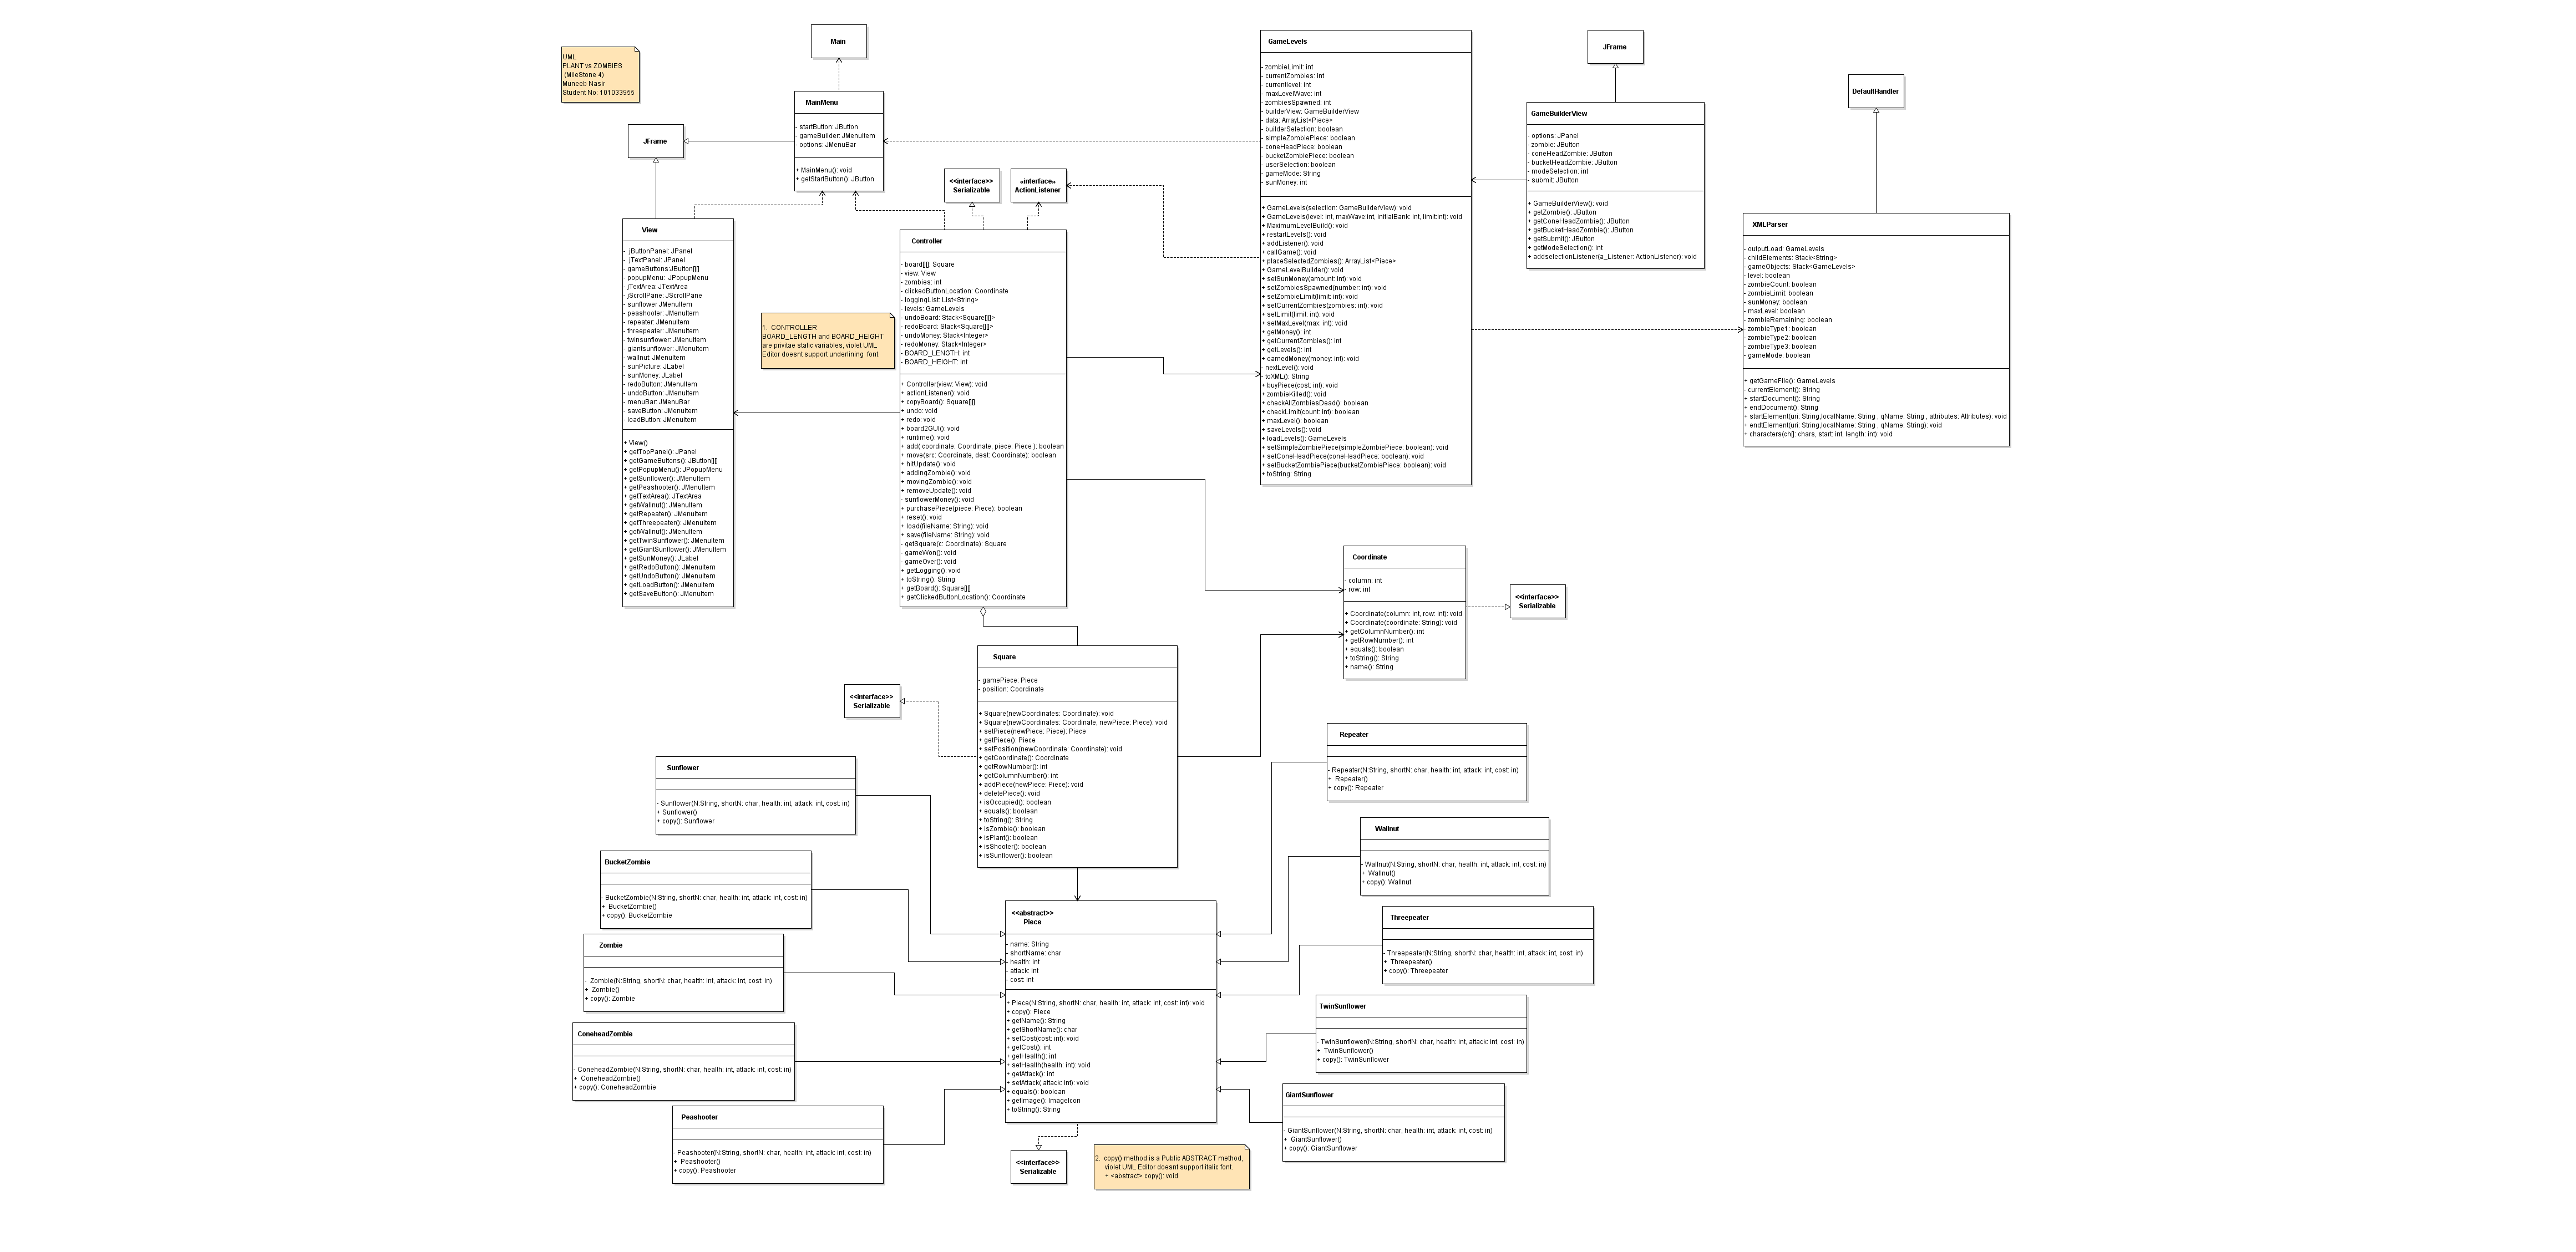 UML
PLANT vs ZOMBIES
(MileStone 4)
Muneeb Nasir
Student No: 101033955
Main
MainMenu
- startButton: JButton
- gameBuilder: JMenuItem
- options: JMenuBar
+ MainMenu(): void
+ getStartButton(): JButton
JFrame
<<interface>>
Serializable
«interface»
ActionListener
View
- jButtonPanel: JPanel
- jTextPanel: JPanel
- gameButtons:JButton[][]
- popupMenu: JPopupMenu
- jTextArea: JTextArea
- jScrollPane: JScrollPane
- sunflower JMenuItem
- peashooter: JMenuItem
- repeater: JMenuItem
- threepeater: JMenuItem
- twinsunflower: JMenuItem
- giantsunflower: JMenuItem
- wallnut: JMenuItem
- sunPicture: JLabel
- sunMoney: JLabel
- redoButton: JMenuItem
- undoButton: JMenuItem
- menuBar: JMenuBar
- saveButton: JMenuItem
- loadButton: JMenuItem
+ View()
+ getTopPanel(): JPanel
+ getGameButtons(): JButton[][]
+ getPopupMenu(): JPopupMenu
+ getSunflower(): JMenuItem
+ getPeashooter(): JMenuItem
+ getTextArea(): JTextArea
+ getWallnut(): JMenuItem
+ getRepeater(): JMenuItem
+ getThreepeater(): JMenuItem
+ getWallnut(): JMenuItem
+ getTwinSunflower(): JMenuItem
+ getGiantSunflower(): JMenuItem
+ getSunMoney(): JLabel
+ getRedoButton(): JMenuItem
+ getUndoButton(): JMenuItem
+ getLoadButton(): JMenuItem
+ getSaveButton(): JMenuItem
1. CONTROLLER
BOARD_LENGTH and BOARD_HEIGHT
are privitae static variables, violet UML
Editor doesnt support underlining font.
Controller
- board[][]: Square
- view: View
- zombies: int
- clickedButtonLocation: Coordinate
- loggingList: List<String>
- levels: GameLevels
- undoBoard: Stack<Square[][]>
- redoBoard: Stack<Square[][]>
- undoMoney: Stack<Integer>
- redoMoney: Stack<Integer>
- BOARD_LENGTH: int
- BOARD_HEIGHT: int
+ Controller(view: View): void
+ actionListener(): void
+ copyBoard(): Square[][]
+ undo: void
+ redo: void
+ board2GUI(): void
+ runtime(): void
+ add( coordinate: Coordinate, piece: Piece ): boolean
+ move(src: Coordinate, dest: Coordinate): boolean
+ hitUpdate(): void
+ addingZombie(): void
+ movingZombie(): void
+ removeUpdate(): void
- sunflowerMoney(): void
+ purchasePiece(piece: Piece): boolean
+ reset(): void
+ load(fileName: String): void
+ save(fileName: String): void
- getSquare(c: Coordinate): Square
- gameWon(): void
- gameOver(): void
+ getLogging(): void
+ toString(): String
+ getBoard(): Square[][]
+ getClickedButtonLocation(): Coordinate
GameLevels
- zombieLimit: int
- currentZombies: int
- currentlevel: int
- maxLevelWave: int
- zombiesSpawned: int
- builderView: GameBuilderView
- data: ArrayList<Piece>
- builderSelection: boolean
- simpleZombiePiece: boolean
- coneHeadPiece: boolean
- bucketZombiePiece: boolean
- userSelection: boolean
- gameMode: String
- sunMoney: int
+ GameLevels(selection: GameBuilderView): void
+ GameLevels(level: int, maxWave:int, initialBank: int, limit:int): void
+ MaximumLevelBuild(): void
+ restartLevels(): void
+ addListener(): void
+ callGame(): void
+ placeSelectedZombies(): ArrayList<Piece>
+ GameLevelBuilder(): void
+ setSunMoney(amount: int): void
+ setZombiesSpawned(number: int): void
+ setZombieLimit(limit: int): void
+ setCurrentZombies(zombies: int): void
+ setLimit(limit: int): void
+ setMaxLevel(max: int): void
+ getMoney(): int
+ getCurrentZombies(): int
+ getLevels(): int
+ earnedMoney(money: int): void
- nextLevel(): void
- toXML(): String
+ buyPiece(cost: int): void
+ zombieKilled(): void
+ checkAllZombiesDead(): boolean
+ checkLimit(count: int): boolean
+ maxLevel(): boolean
+ saveLevels(): void
+ loadLevels(): GameLevels
+ setSimpleZombiePiece(simpleZombiePiece: boolean): void
+ setConeHeadPiece(coneHeadPiece: boolean): void
+ setBucketZombiePiece(bucketZombiePiece: boolean): void
+ toString: String
JFrame
GameBuilderView
- options: JPanel
- zombie: JButton
- coneHeadZombie: JButton
- bucketHeadZombie: JButton
- modeSelection: int
- submit: JButton
+ GameBuilderView(): void
+ getZombie(): JButton
+ getConeHeadZombie(): JButton
+ getBucketHeadZombie(): JButton
+ getSubmit(): JButton
+ getModeSelection(): int
+ addselectionListener(a_Listener: ActionListener): void
DefaultHandler
XMLParser
- outputLoad: GameLevels
- childElements: Stack<String>
- gameObjects: Stack<GameLevels>
- level: boolean
- zombieCount: boolean
- zombieLimit: boolean
- sunMoney: boolean
- maxLevel: boolean
- zombieRemaining: boolean
- zombieType1: boolean
- zombieType2: boolean
- zombieType3: boolean
- gameMode: boolean
+ getGameFile(): GameLevels
- currentElement(): String
+ startDocument(): String
+ endDocument(): String
+ startElement(uri: String,localName: String , qName: String , attributes: Attributes): void
+ endtElement(uri: String,localName: String , qName: String): void
+ characters(ch[]: chars, start: int, length: int): void
Coordinate
- column: int
- row: int
+ Coordinate(column: int, row: int): void
+ Coordinate(coordinate: String): void
+ getColumnNumber(): int
+ getRowNumber(): int
+ equals(): boolean
+ toString(): String
+ name(): String
<<interface>>
Serializable
Square
- gamePiece: Piece
- position: Coordinate
+ Square(newCoordinates: Coordinate): void
+ Square(newCoordinates: Coordinate, newPiece: Piece): void
+ setPiece(newPiece: Piece): Piece
+ getPiece(): Piece
+ setPosition(newCoordinate: Coordinate): void
+ getCoordinate(): Coordinate
+ getRowNumber(): int
+ getColumnNumber(): int
+ addPiece(newPiece: Piece): void
+ deletePiece(): void
+ isOccupied(): boolean
+ equals(): boolean
+ toString(): String
+ isZombie(): boolean
+ isPlant(): boolean
+ isShooter(): boolean
+ isSunflower(): boolean
<<interface>>
Serializable
Sunflower
- Sunflower(N:String, shortN: char, health: int, attack: int, cost: in)
+ Sunflower()
+ copy(): Sunflower
BucketZombie
- BucketZombie(N:String, shortN: char, health: int, attack: int, cost: in)
+ BucketZombie()
+ copy(): BucketZombie
Zombie
- Zombie(N:String, shortN: char, health: int, attack: int, cost: in)
+ Zombie()
+ copy(): Zombie
ConeheadZombie
- ConeheadZombie(N:String, shortN: char, health: int, attack: int, cost: in)
+ ConeheadZombie()
+ copy(): ConeheadZombie
Peashooter
- Peashooter(N:String, shortN: char, health: int, attack: int, cost: in)
+ Peashooter()
+ copy(): Peashooter
<<abstract>>
Piece
- name: String
- shortName: char
- health: int
- attack: int
- cost: int
+ Piece(N:String, shortN: char, health: int, attack: int, cost: int): void
+ copy(): Piece
+ getName(): String
+ getShortName(): char
+ setCost(cost: int): void
+ getCost(): int
+ getHealth(): int
+ setHealth(health: int): void
+ getAttack(): int
+ setAttack( attack: int): void
+ equals(): boolean
+ getImage(): ImageIcon
+ toString(): String
<<interface>>
Serializable
2. copy() method is a Public ABSTRACT method,
violet UML Editor doesnt support italic font.
+ <abstract> copy(): void
Repeater
- Repeater(N:String, shortN: char, health: int, attack: int, cost: in)
+ Repeater()
+ copy(): Repeater
Wallnut
- Wallnut(N:String, shortN: char, health: int, attack: int, cost: in)
+ Wallnut()
+ copy(): Wallnut
Threepeater
- Threepeater(N:String, shortN: char, health: int, attack: int, cost: in)
+ Threepeater()
+ copy(): Threepeater
TwinSunflower
- TwinSunflower(N:String, shortN: char, health: int, attack: int, cost: in)
+ TwinSunflower()
+ copy(): TwinSunflower
GiantSunflower
- GiantSunflower(N:String, shortN: char, health: int, attack: int, cost: in)
+ GiantSunflower()
+ copy(): GiantSunflower